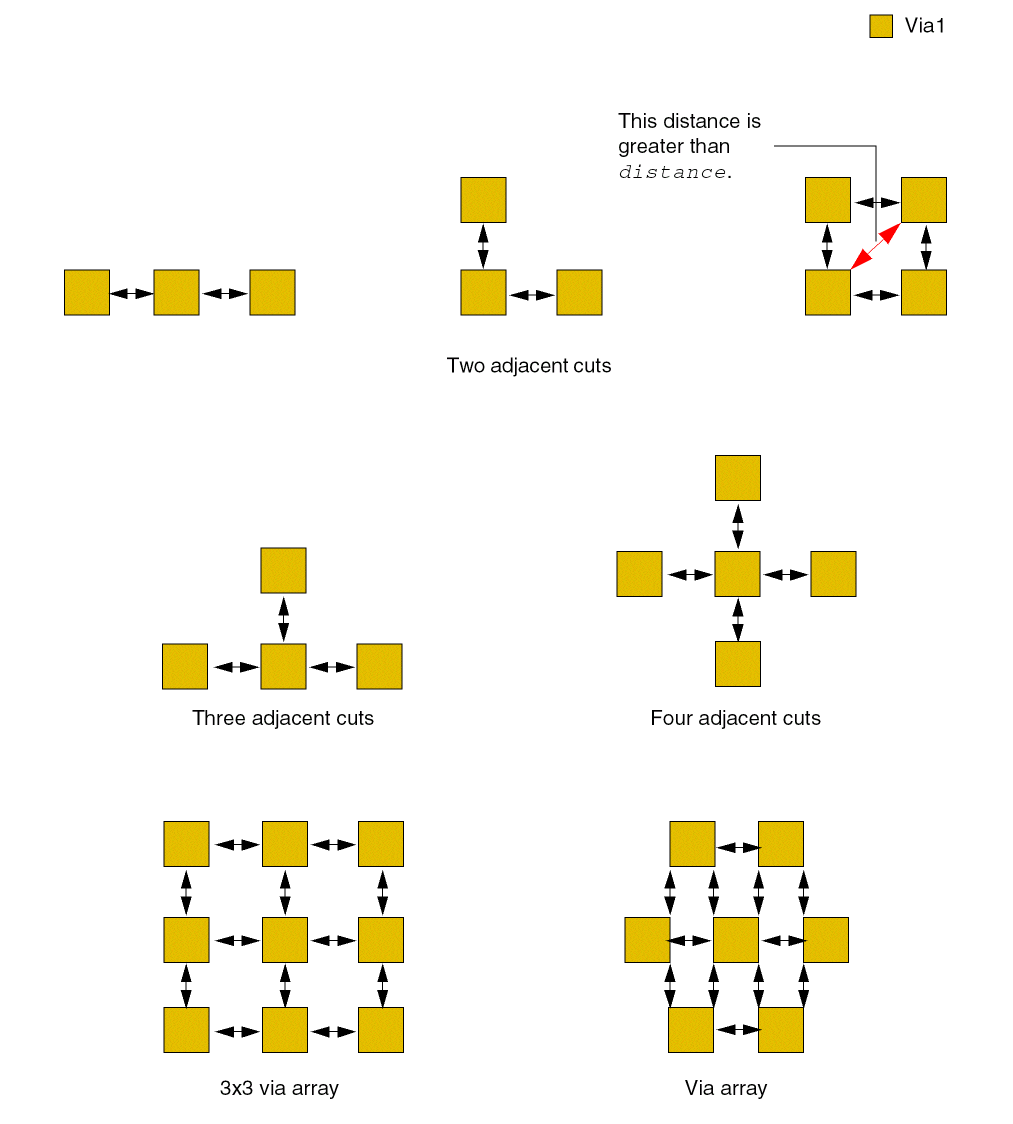 Via1
This distance is
greater than
distance.
Two adjacent cuts
Three adjacent cuts
Four adjacent cuts
3x3 via array
Via array